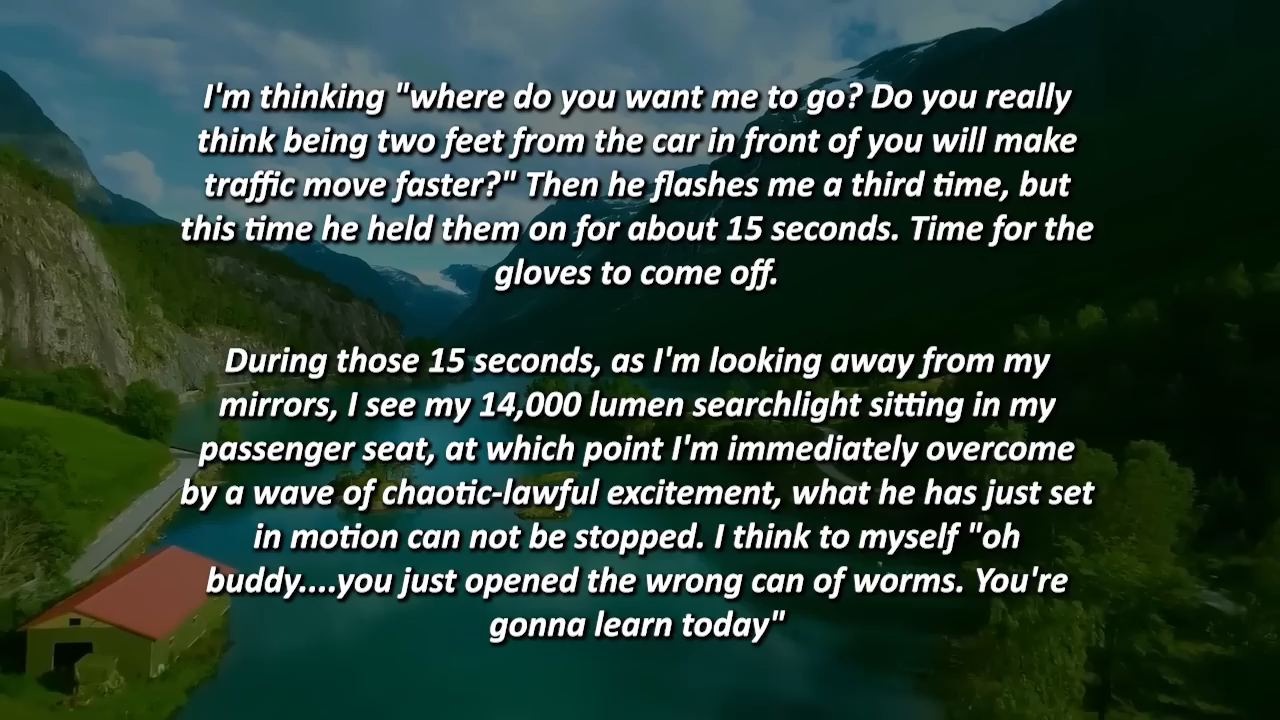 I'm thinking "where do you want me to go? Do you really
think being two feet from the car in front of you will make
traffic move faster?" Then he flashes me a third time, but
this time he held them on for about 15 seconds. Time for the
gloves to come off.
During those 15 seconds, as I'm looking away from my
mirrors, I see my 14,000 lumen searchlight sitting in my
passenger seat, at which point I'm immediately overcome
by a wave of chaotic-lawful excitement, what he has just set
in motion can not be stopped. I think to myself "oh
buddy....you just opened the wrong can of worms. You're
gonna learn today"